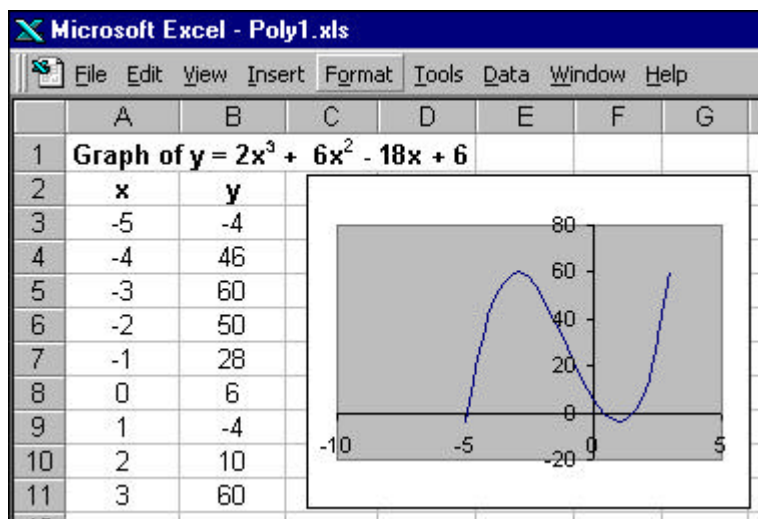 Microsoft Excel - Poly1.xls
File Edit View Insert Format Tools Data Window Help
A B C D E F G
1 Graph of y = 2x³ + 6x² - 18x + 6
2 x y
3 -5 -4
4 -4 46
5 -3 60
6 -2 50
7 -1 28
8 0 6
9 1 -4
10 2 10
11 3 60
80
60
40
20
0
-20
-10 -5 0 5